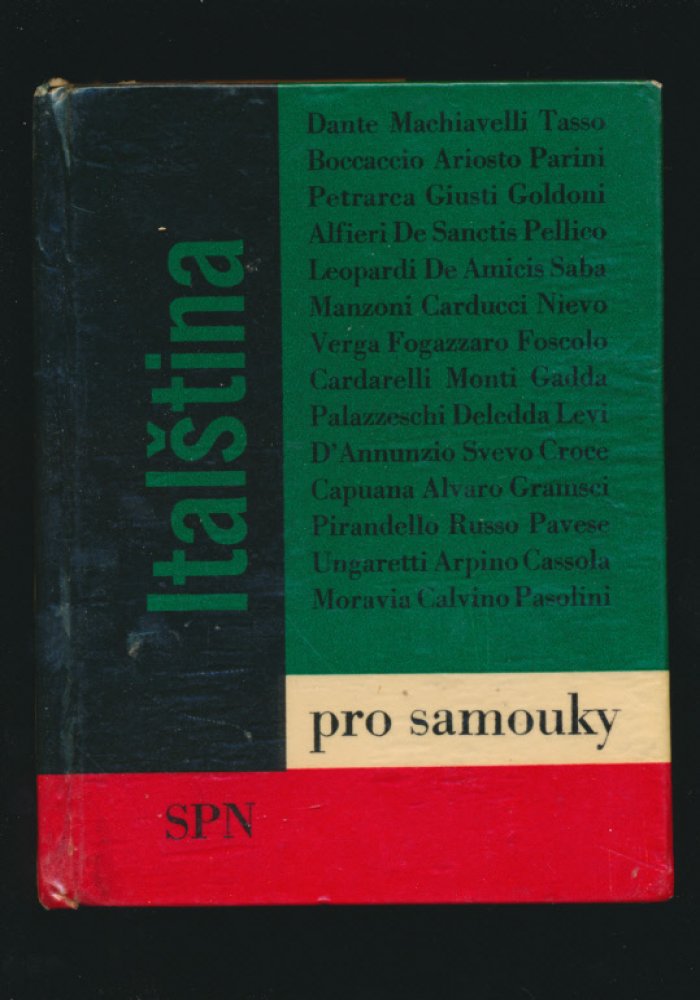 Italština
Dante Machiavelli Tasso
Boccaccio Ariosto Parini
Petrarca Giusti Goldoni
Alfieri De Sanctis Pellico
Leopardi De Amicis Saba
Manzoni Carducci Nievo
Verga Fogazzaro Foscolo
Cardarelli Monti Gadda
Palazzeschi Deledda Levi
D'Annunzio Svevo Croce
Capuana Alvaro Gramsci
Pirandello Russo Pavese
Ungaretti Arpino Cassola
Moravia Calvino Pasolini
pro samouky
SPN